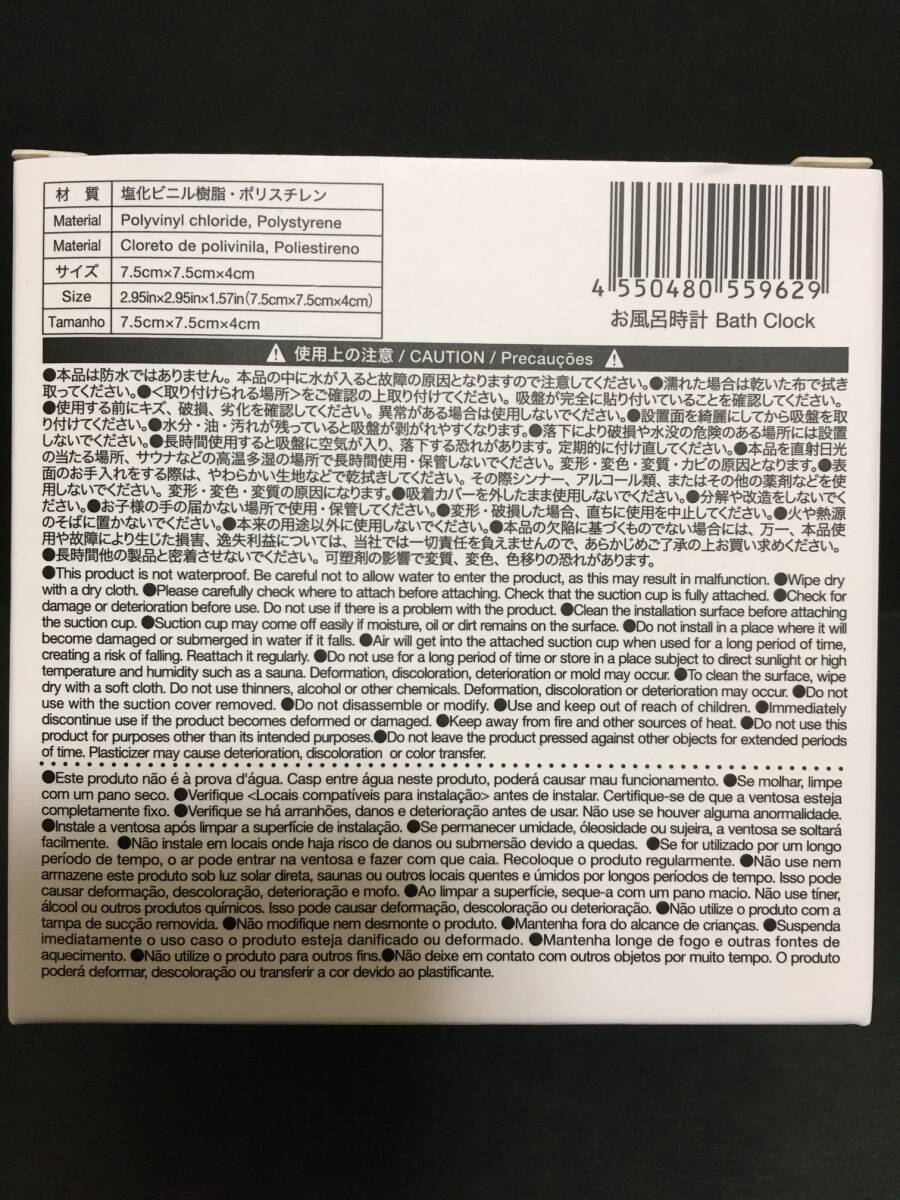 材 質 塩化ビニル樹脂・ポリスチレン
Material Polyvinyl chloride, Polystyrene
Material Cloreto de polivinila, Poliestireno
サイズ 7.5cm×7.5cm×4cm
Size 2.95in×2.95in×1.57in(7.5cm×7.5cm×4cm)
Tamanho 7.5cm×7.5cm×4cm
4 550480 559629
お風呂時計 Bath Clock
使用上の注意 / CAUTION / Precauções
●本品は防水ではありません。本品の中に水が入ると故障の原因となりますので注意してください。●濡れた場合は乾いた布で拭き
取ってください。●<取り付けられる場所>をご確認の上取り付けてください。吸盤が完全に貼り付いていることを確認してください。
●使用する前にキズ、破損、劣化を確認してください。異常がある場合は使用しないでください。●設置面を綺麗にしてから吸盤を取
り付けてください。●水分・油・汚れが残っていると吸盤が剥がれやすくなります。●落下により破損や水没の危険のある場所には設置
しないでください。●長時間使用すると吸盤に空気が入り、落下する恐れがあります。定期的に付け直してください。●本品を直射日光
の当たる場所、サウナなどの高温多湿の場所で長時間使用・保管しないでください。変形・変色・変質・カビの原因となります。●表
面のお手入れをする際は、やわらかい生地などで乾拭きしてください。その際シンナー、アルコール類、またはその他の薬剤などを使
用しないでください。変形・変色・変質の原因になります。●吸着カバーを外したまま使用しないでください。●分解や改造をしないでく
ださい。●お子様の手の届かない場所で使用・保管してください。●変形・破損した場合、直ちに使用を中止してください。●火や熱源
のそばに置かないでください。●本来の用途以外に使用しないでください。●本品の欠陥に基づくものでない場合には、万一、本品使
用や故障により生じた損害、逸失利益については、当社では一切責任を負えませんので、あらかじめご了承の上お買い求めください。
●長時間他の製品と密着させないでください。可塑剤の影響で変質、変色、色移りの恐れがあります。
●This product is not waterproof. Be careful not to allow water to enter the product, as this may result in malfunction. ●Wipe dry
with a dry cloth. ●Please carefully check where to attach before attaching. Check that the suction cup is fully attached. ●Check for
damage or deterioration before use. Do not use if there is a problem with the product. ●Clean the installation surface before attaching
the suction cup. ●Suction cup may come off easily if moisture, oil or dirt remains on the surface. ●Do not install in a place where it will
become damaged or submerged in water if it falls. ●Air will get into the attached suction cup when used for a long period of time,
creating a risk of falling. Reattach it regularly. ●Do not use for a long period of time or store in a place subject to direct sunlight or high
temperature and humidity such as a sauna. Deformation, discoloration, deterioration or mold may occur. ●To clean the surface, wipe
dry with a soft cloth. Do not use thinners, alcohol or other chemicals. Deformation, discoloration or deterioration may occur. ●Do not
use with the suction cover removed. ●Do not disassemble or modify. ●Use and keep out of reach of children. ●Immediately
discontinue use if the product becomes deformed or damaged. ●Keep away from fire and other sources of heat. ●Do not use this
product for purposes other than its intended purposes.●Do not leave the product pressed against other objects for extended periods
of time. Plasticizer may cause deterioration, discoloration or color transfer.
●Este produto não é à prova d'água. Casp entre água neste produto, poderá causar mau funcionamento. ●Se molhar, limpe
com um pano seco. ●Verifique <Locais compatíveis para instalação> antes de instalar. Certifique-se de que a ventosa esteja
completamente fixo. ●Verifique se há arranhões, danos e deterioração antes de usar. Não use se houver alguma anormalidade.
●Instale a ventosa após limpar a superfície de instalação. ●Se permanecer umidade, óleosidade ou sujeira, a ventosa se soltará
facilmente. ●Não instale em locais onde haja risco de danos ou submersão devido a quedas. ●Se for utilizado por um longo
período de tempo, o ar pode entrar na ventosa e fazer com que caia. Recoloque o produto regularmente. ●Não use nem
armazene este produto sob luz solar direta, saunas ou outros locais quentes e úmidos por longos períodos de tempo. Isso pode
causar deformação, descoloração, deterioração e mofo. ●Ao limpar a superfície, seque-a com um pano macio. Não use tíner,
álcool ou outros produtos químicos. Isso pode causar deformação, descoloração ou deterioração. ●Não utilize o produto com a
tampa de sucção removida. ●Não modifique nem desmonte o produto. ●Mantenha fora do alcance de crianças. ●Suspenda
imediatamente o uso caso o produto esteja danificado ou deformado. ●Mantenha longe de fogo e outras fontes de
aquecimento. ●Não utilize o produto para outros fins.●Não deixe em contato com outros objetos por muito tempo. O produto
poderá deformar, descoloração ou transferir a cor devido ao plastificante.